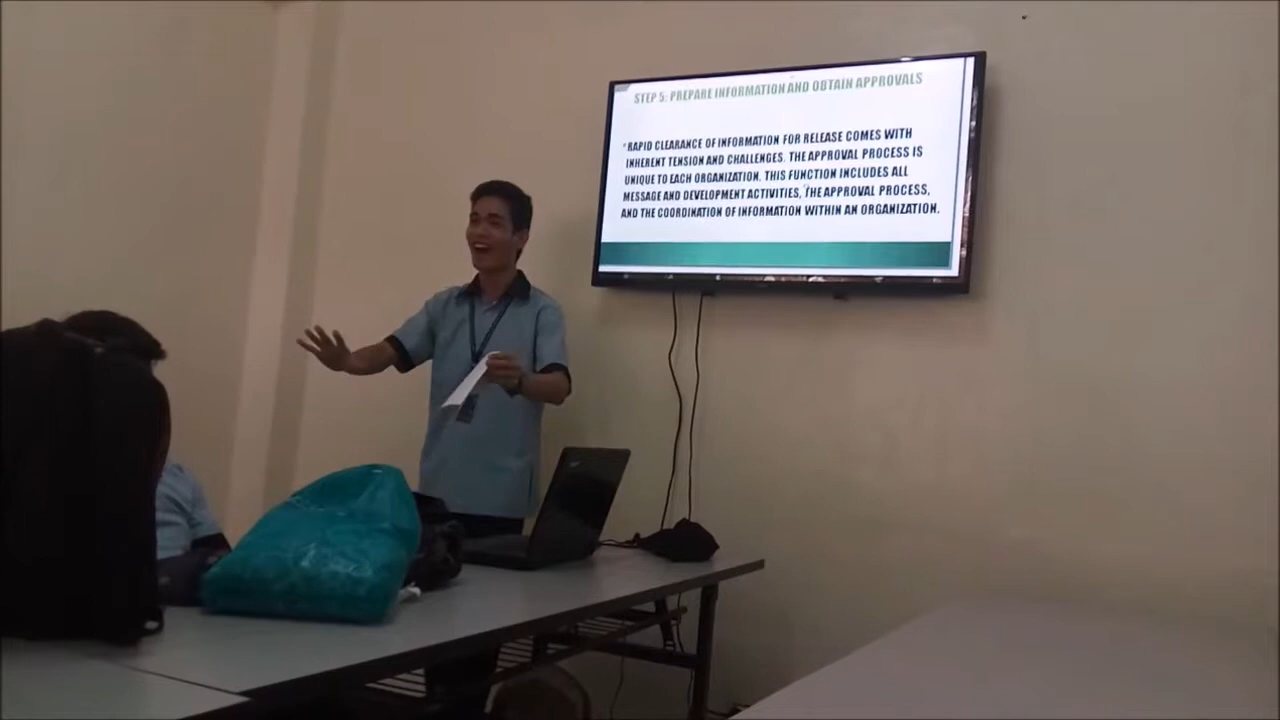 STEP 5: PREPARE INFORMATION AND OBTAIN APPROVALS
*RAPID CLEARANCE OF INFORMATION FOR RELEASE COMES WITH
INHERENT TENSION AND CHALLENGES. THE APPROVAL PROCESS IS
UNIQUE TO EACH ORGANIZATION. THIS FUNCTION INCLUDES ALL
MESSAGE AND DEVELOPMENT ACTIVITIES, THE APPROVAL PROCESS,
AND THE COORDINATION OF INFORMATION WITHIN AN ORGANIZATION.